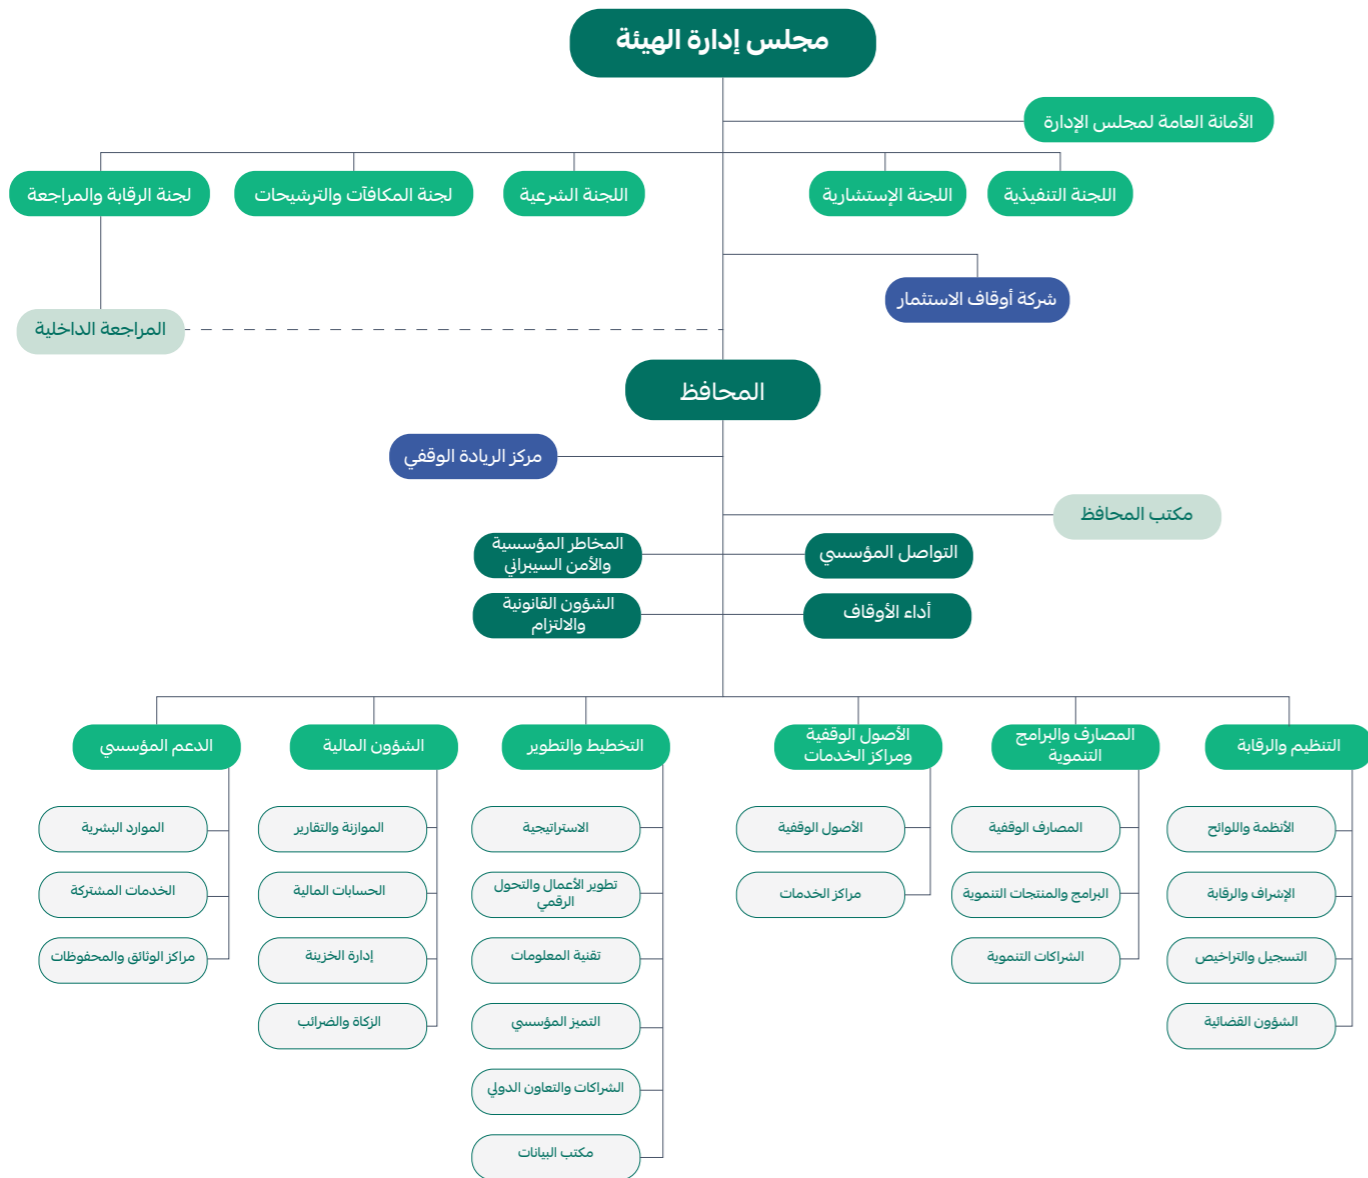 مجلس إدارة الهيئة
الأمانة العامة لمجلس الإدارة
اللجنة التنفيذية
اللجنة الإستشارية
اللجنة الشرعية
لجنة المكافآت والترشيحات
لجنة الرقابة والمراجعة
شركة أوقاف الاستثمار
المراجعة الداخلية
المحافظ
مركز الريادة الوقفي
مكتب المحافظ
التواصل المؤسسي
المخاطر المؤسسية
والأمن السيبراني
أداء الأوقاف
الشؤون القانونية
والالتزام
التنظيم والرقابة
المصارف والبرامج
التنموية
الأصول الوقفية
ومراكز الخدمات
التخطيط والتطوير
الشؤون المالية
الدعم المؤسسي
الأنظمة واللوائح
الإشراف والرقابة
التسجيل والتراخيص
الشؤون القضائية
المصارف الوقفية
البرامج والمنتجات التنموية
الشراكات التنموية
الأصول الوقفية
مراكز الخدمات
الاستراتيجية
تطوير الأعمال والتحول
الرقمي
تقنية المعلومات
التميز المؤسسي
الشراكات والتعاون الدولي
مكتب البيانات
الموازنة والتقارير
الحسابات المالية
إدارة الخزينة
الزكاة والضرائب
الموارد البشرية
الخدمات المشتركة
مراكز الوثائق والمحفوظات